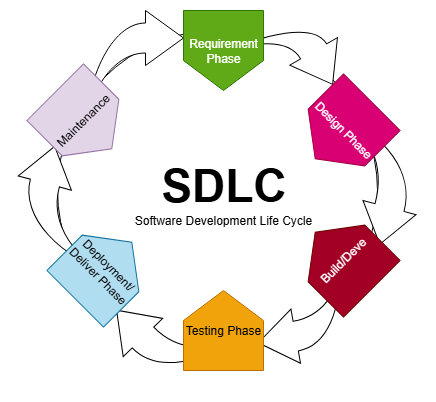 Requirement
Phase
Design Phase
Build/Deve
Testing Phase
Deployment/
Deliver Phase
Maintenance
SDLC
Software Development Life Cycle